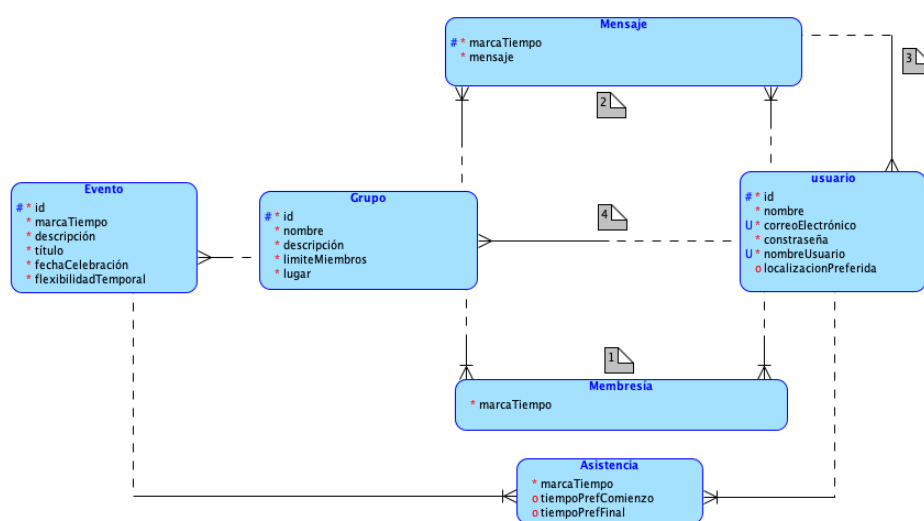 Mensaje
# * marcaTiempo
* mensaje
3
2
Evento
# * id
* marcaTiempo
* descripción
* título
* fechaCelebración
* flexibilidadTemporal
Grupo
# * id
* nombre
* descripción
* limiteMiembros
* lugar
4
usuario
# * id
* nombre
U * correoElectrónico
* constraseña
U * nombreUsuario
o localizacionPreferida
1
Membresía
* marcaTiempo
Asistencia
* marcaTiempo
o tiempoPrefComienzo
o tiempoPrefFinal